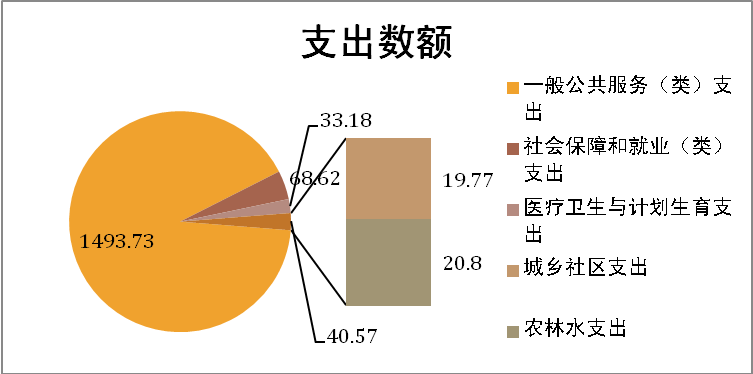 支出数额
33.18
68.62
1493.73
40.57
19.77
20.8
一般公共服务（类）支
出
社会保障和就业（类）
支出
医疗卫生与计划生育支
出
城乡社区支出
农林水支出